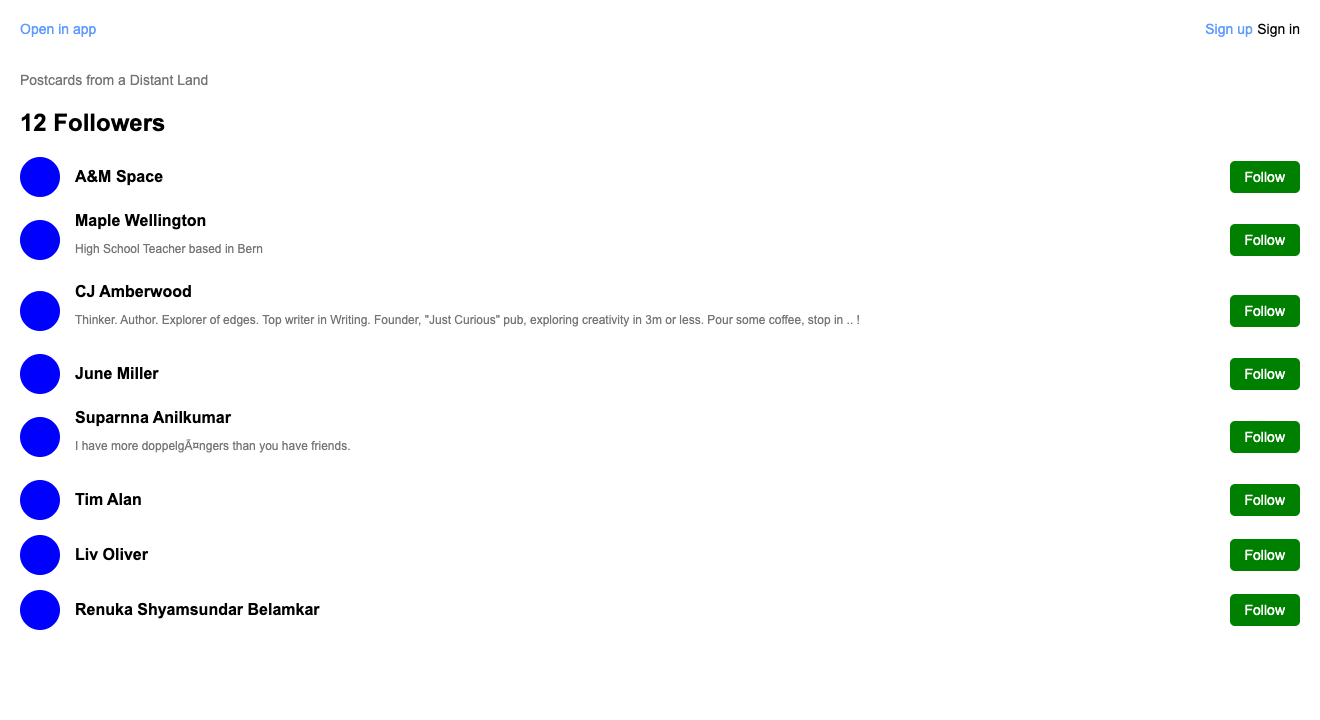 Open in app
Sign up Sign in
Postcards from a Distant Land
12 Followers
A&M Space
Follow
Maple Wellington
High School Teacher based in Bern
Follow
CJ Amberwood
Thinker. Author. Explorer of edges. Top writer in Writing. Founder, "Just Curious" pub, exploring creativity in 3m or less. Pour some coffee, stop in .. !
Follow
June Miller
Follow
Suparnna Anilkumar
I have more doppelgÃ¤ngers than you have friends.
Follow
Tim Alan
Follow
Liv Oliver
Follow
Renuka Shyamsundar Belamkar
Follow